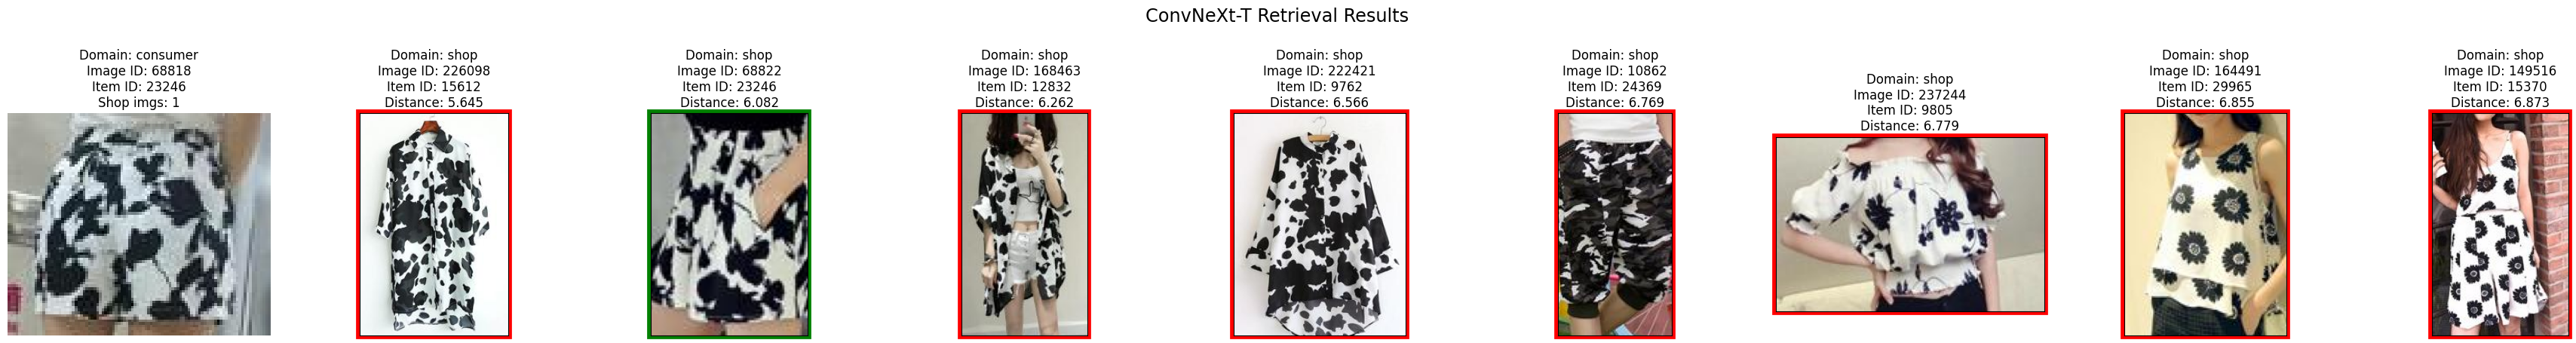 ConvNeXt-T Retrieval Results
Domain: consumer
Image ID: 68818
Item ID: 23246
Shop imgs: 1
Domain: shop
Image ID: 226098
Item ID: 15612
Distance: 5.645
Domain: shop
Image ID: 68822
Item ID: 23246
Distance: 6.082
Domain: shop
Image ID: 168463
Item ID: 12832
Distance: 6.262
Domain: shop
Image ID: 222421
Item ID: 9762
Distance: 6.566
Domain: shop
Image ID: 10862
Item ID: 24369
Distance: 6.769
Domain: shop
Image ID: 237244
Item ID: 9805
Distance: 6.779
Domain: shop
Image ID: 164491
Item ID: 29965
Distance: 6.855
Domain: shop
Image ID: 149516
Item ID: 15370
Distance: 6.873